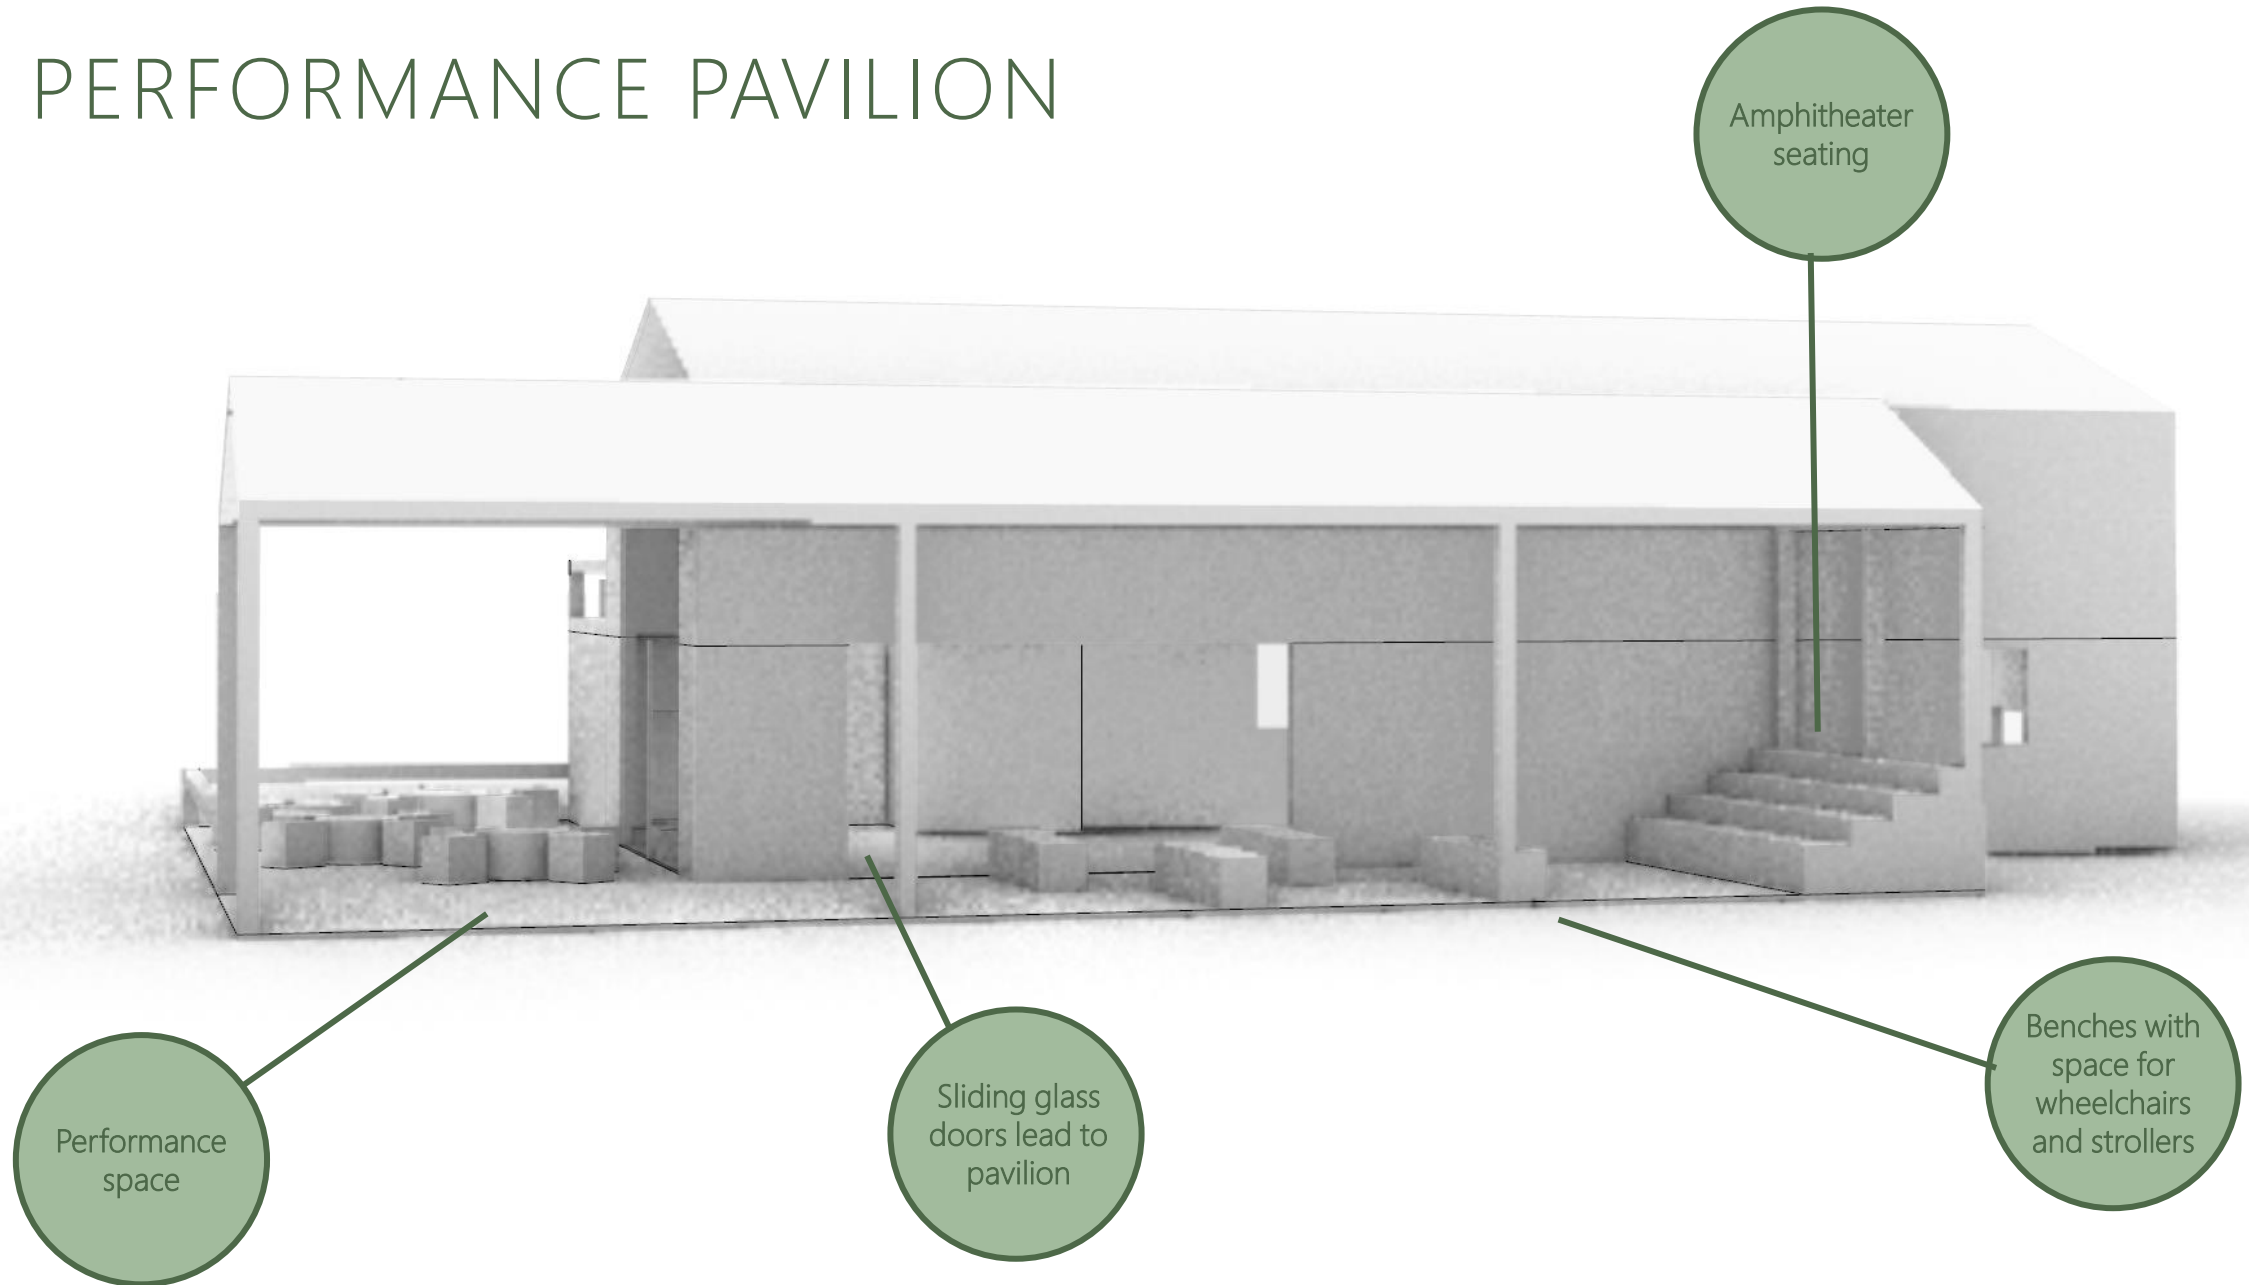 PERFORMANCE PAVILION
Amphitheater
seating
Performance
space
Sliding glass
doors lead to
pavilion
Benches with
space for
wheelchairs
and strollers